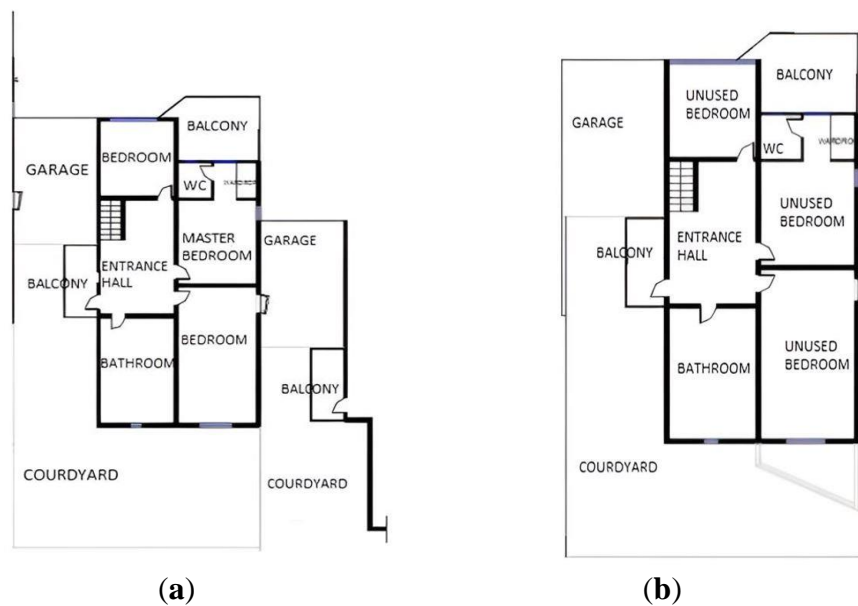 BALCONY
BEDROOM
GARAGE
WC
WARDROB
MASTER
BEDROOM
ENTRANCE
HALL
BALCONY
GARAGE
BEDROOM
BATHROOM
BALCONY
COURDYARD
COURDYARD
(a)
BALCONY
UNUSED
BEDROOM
GARAGE
WC
UNUSED
BEDROOM
ENTRANCE
HALL
BALCONY
UNUSED
BEDROOM
BATHROOM
COURDYARD
(b)